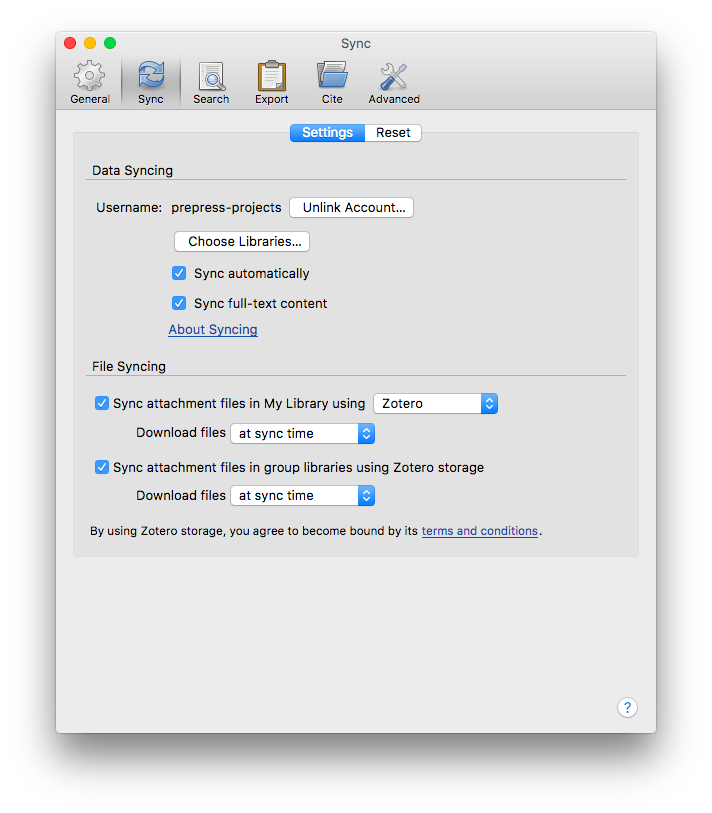 Sync
General Sync Search Export Cite Advanced
Settings Reset
Data Syncing
Username: prepress-projects Unlink Account...
Choose Libraries...
Sync automatically
Sync full-text content
About Syncing
File Syncing
Sync attachment files in My Library using Zotero
Download files at sync time
Sync attachment files in group libraries using Zotero storage
Download files at sync time
By using Zotero storage, you agree to become bound by its terms and conditions.
?